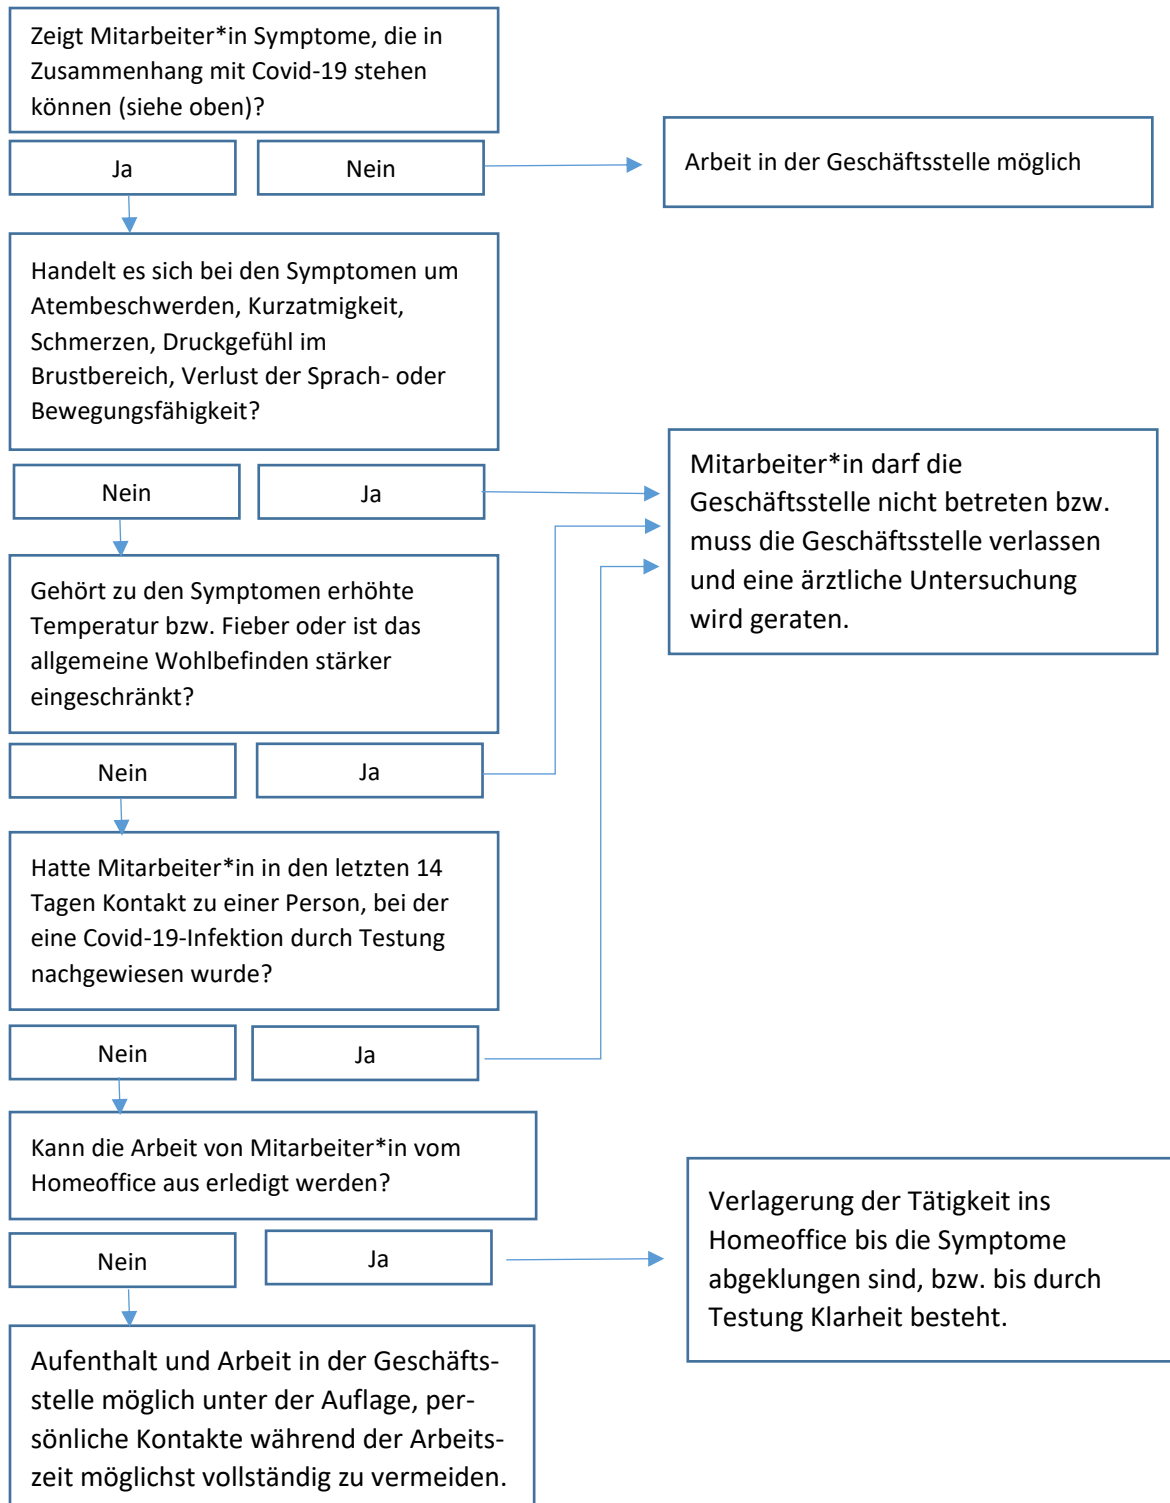 Zeigt Mitarbeiter*in Symptome, die in
Zusammenhang mit Covid-19 stehen
können (siehe oben)?
Ja
Nein
Arbeit in der Geschäftsstelle möglich
Handelt es sich bei den Symptomen um
Atembeschwerden, Kurzatmigkeit,
Schmerzen, Druckgefühl im
Brustbereich, Verlust der Sprach- oder
Bewegungsfähigkeit?
Nein
Ja
Mitarbeiter*in darf die
Geschäftsstelle nicht betreten bzw.
muss die Geschäftsstelle verlassen
und eine ärztliche Untersuchung
wird geraten.
Gehört zu den Symptomen erhöhte
Temperatur bzw. Fieber oder ist das
allgemeine Wohlbefinden stärker
eingeschränkt?
Nein
Ja
Hatte Mitarbeiter*in in den letzten 14
Tagen Kontakt zu einer Person, bei der
eine Covid-19-Infektion durch Testung
nachgewiesen wurde?
Nein
Ja
Kann die Arbeit von Mitarbeiter*in vom
Homeoffice aus erledigt werden?
Nein
Ja
Verlagerung der Tätigkeit ins
Homeoffice bis die Symptome
abgeklungen sind, bzw. bis durch
Testung Klarheit besteht.
Aufenthalt und Arbeit in der Geschäfts-
stelle möglich unter der Auflage, per-
sönliche Kontakte während der Arbeits-
zeit möglichst vollständig zu vermeiden.